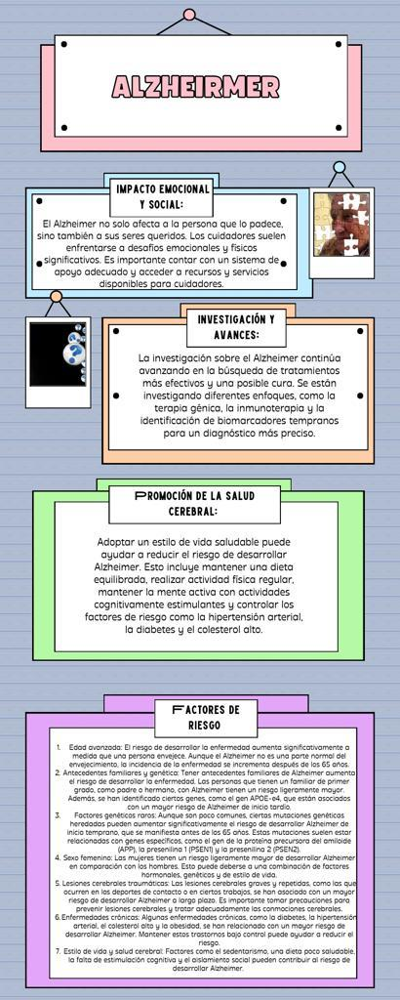 ALZHEIRMER
IMPACTO EMOCIONAL
Y SOCIAL:
El Alzheimer no solo afecta a la persona que lo padece,
sino también a sus seres queridos. Los cuidadores suelen
enfrentarse a desafíos emocionales y físicos
significativos. Es importante contar con un sistema de
apoyo adecuado y acceder a recursos y servicios
disponibles para cuidadores.
INVESTIGACIÓN Y
AVANCES:
La investigación sobre el Alzheimer continúa
avanzando en la búsqueda de tratamientos
más efectivos y una posible cura. Se están
investigando diferentes enfoques, como la
terapia génica, la inmunoterapia y la
identificación de biomarcadores tempranos
para un diagnóstico más preciso.
PROMOCIÓN DE LA SALUD
CEREBRAL:
Adoptar un estilo de vida saludable puede
ayudar a reducir el riesgo de desarrollar
Alzheimer. Esto incluye mantener una dieta
equilibrada, realizar actividad física regular,
mantener la mente activa con actividades
cognitivamente estimulantes y controlar los
factores de riesgo como la hipertensión arterial,
la diabetes y el colesterol alto.
FACTORES DE
RIESGO
1. Edad avanzada: El riesgo de desarrollar la enfermedad aumenta significativamente a
medida que una persona envejece. Aunque el Alzheimer no es una parte normal del
envejecimiento, la incidencia de la enfermedad se incrementa después de los 65 años.
2. Antecedentes familiares y genética: Tener antecedentes familiares de Alzheimer aumenta
el riesgo de desarrollar la enfermedad. Las personas que tienen un familiar de primer
grado, como padre o hermano, con Alzheimer tienen un riesgo ligeramente mayor.
Además, se han identificado ciertos genes, como el gen APOE-e4, que están asociados
con un mayor riesgo de Alzheimer de inicio tardío.
3. Factores genéticos raros: Aunque son poco comunes, ciertas mutaciones genéticas
heredadas pueden aumentar significativamente el riesgo de desarrollar Alzheimer de
inicio temprano, que se manifiesta antes de los 65 años. Estas mutaciones suelen estar
relacionadas con genes específicos, como el gen de la proteína precursora del amiloide
(APP), la presenilina 1 (PSEN1) y la presenilina 2 (PSEN2).
4. Sexo femenino: Las mujeres tienen un riesgo ligeramente mayor de desarrollar Alzheimer
en comparación con los hombres. Esto puede deberse a una combinación de factores
hormonales, genéticos y de estilo de vida.
5. Lesiones cerebrales traumáticas: Las lesiones cerebrales graves y repetidas, como las que
ocurren en los deportes de contacto o en ciertos trabajos, se han asociado con un mayor
riesgo de desarrollar Alzheimer a largo plazo. Es importante tomar precauciones para
prevenir lesiones cerebrales y tratar adecuadamente las conmociones cerebrales.
6. Enfermedades crónicas: Algunas enfermedades crónicas, como la diabetes, la hipertensión
arterial, el colesterol alto y la obesidad, se han relacionado con un mayor riesgo de
desarrollar Alzheimer. Mantener estas trastornos bajo control puede ayudar a reducir el
riesgo.
7. Estilo de vida y salud cerebral: Factores como el sedentarismo, una dieta poco saludable,
la falta de estimulación cognitiva y el aislamiento social pueden contribuir al riesgo de
desarrollar Alzheimer.